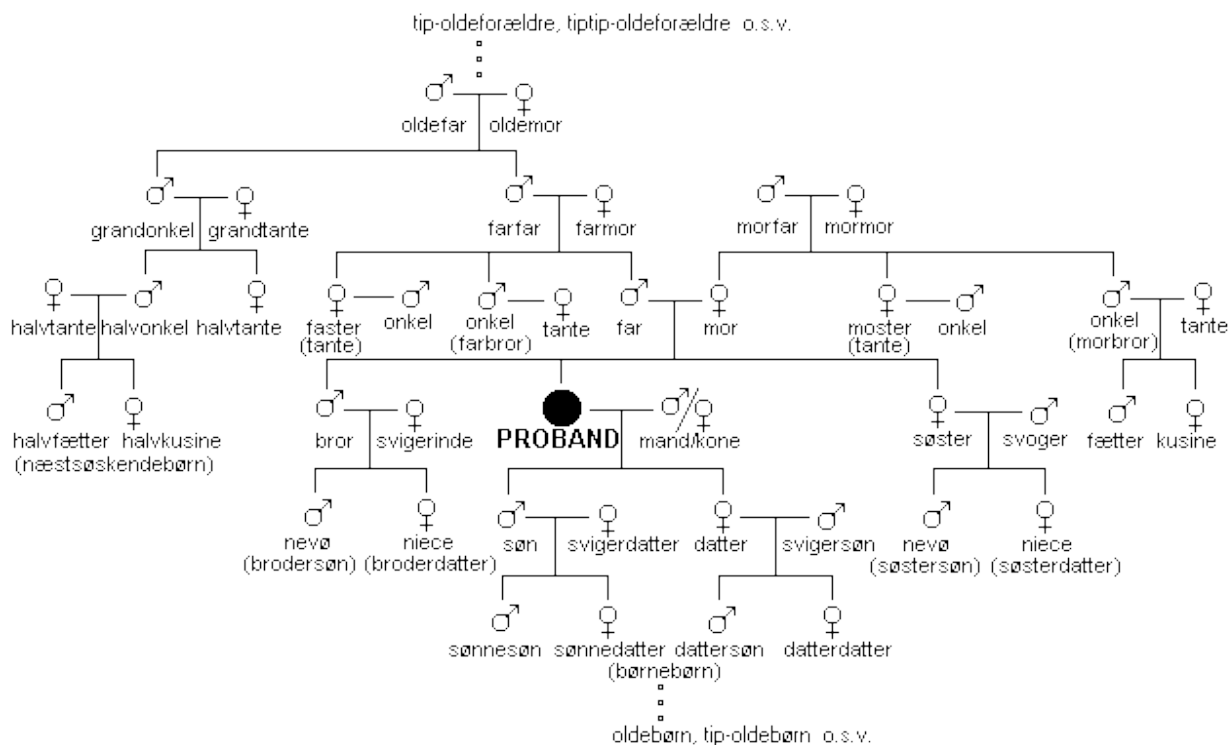 tip-oldeforældre, tiptip-oldeforældre o.s.v.
oldefar oldemor
grandonkel grandtante farfar farmor morfar mormor
halvtante halvonkel halvtante faster onkel onkel tante far mor moster onkel onkel tante
(tante) (farbror) (tante) (morbror)
bror svigerinde PROBAND mand/kone søster svoger fætter kusine
halvfætter halvkusine
(næstsøskendebørn)
nevø niece søn svigerdatter datter svigersøn nevø niece
(brodersøn) (broderdatter) (søstersøn) (søsterdatter)
sønnesøn sønnedatter dattersøn datterdatter
(børnebørn)
oldebørn, tip-oldebørn o.s.v.